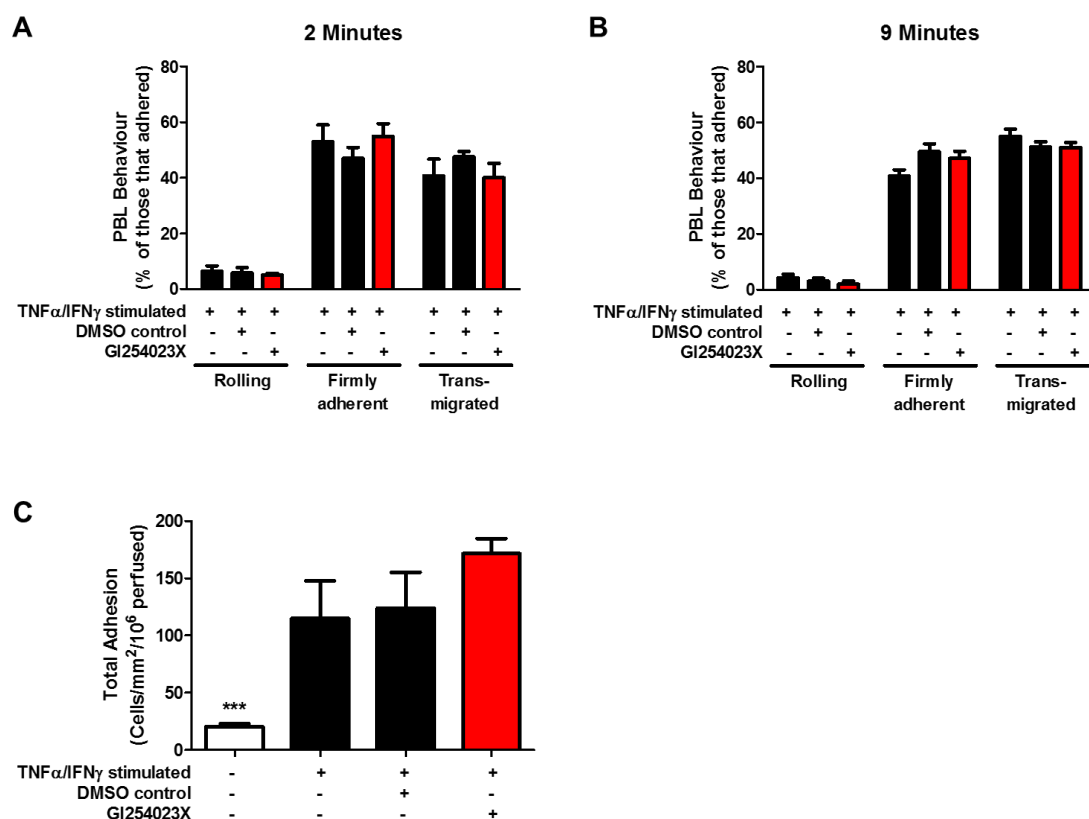 A
2 Minutes
PBL Behaviour
(% of those that adhered)
80
60
40
20
0
TNFα/IFNγ stimulated + + + + + + + + +
DMSO control - + - - + - - + -
GI254023X - - + - - + - - +
Rolling
Firmly
adherent
Trans-
migrated
B
9 Minutes
PBL Behaviour
(% of those that adhered)
80
60
40
20
0
TNFα/IFNγ stimulated + + + + + + + + +
DMSO control - + - - + - - + -
GI254023X - - + - - + - - +
Rolling
Firmly
adherent
Trans-
migrated
C
Total Adhesion
(Cells/mm²/10⁶ perfused)
200
150
100
50
0
***
TNFα/IFNγ stimulated - + + +
DMSO control - - + -
GI254023X - - - +